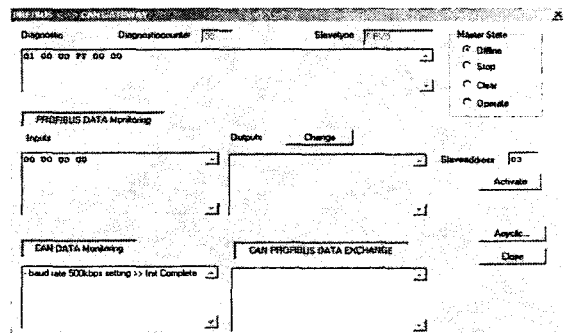 PROFIBUS >>> CAN GATEWAY
Diagnostic Diagnosticcounter Slavetype DPV0 Master State
01 00 00 FF 00 00
Offline
Stop
Clear
Operate
PROFIBUS DATA Monitoring
Inputs Outputs Change
00 00 00 00
Slaveaddress 03
Activate
Acyclic...
Close
CAN DATA Monitoring CAN PROFIBUS DATA EXCHANGE
baud rate 500kbps setting >> Init Complete